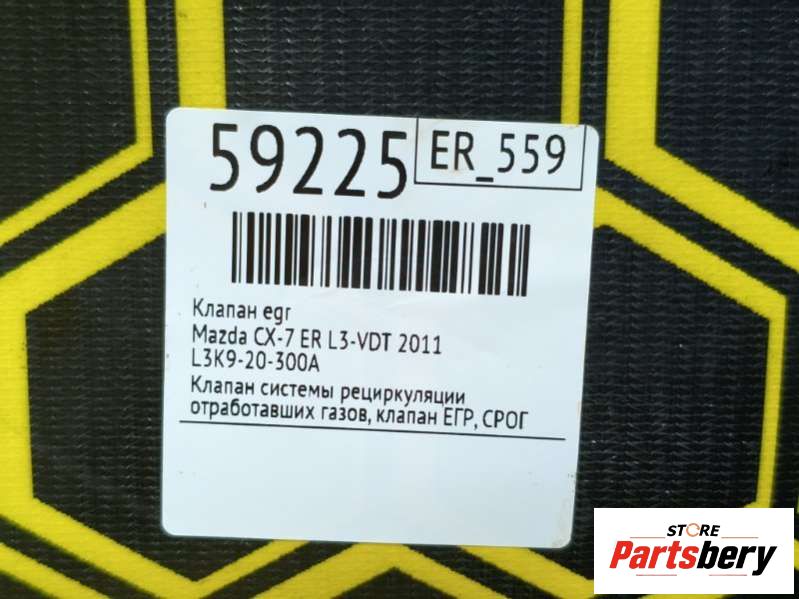 59225
ER_559
Клапан egr
Mazda CX-7 ER L3-VDT 2011
L3K9-20-300A
Клапан системы рециркуляции
отработавших газов, клапан ЕГР, СРОГ
STORE
Partsbery